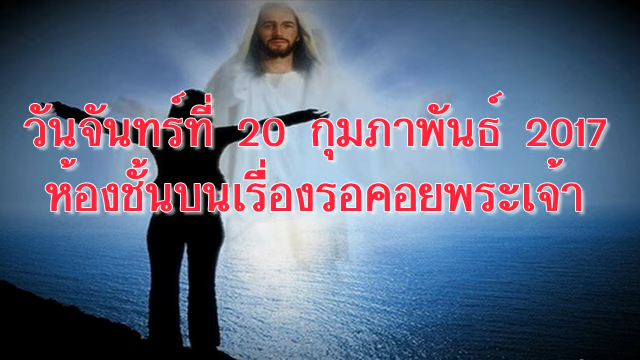 วันจันทร์ที่ 20 กุมภาพันธ์ 2017
ห้องชั้นบนเรื่องรอคอยพระเจ้า